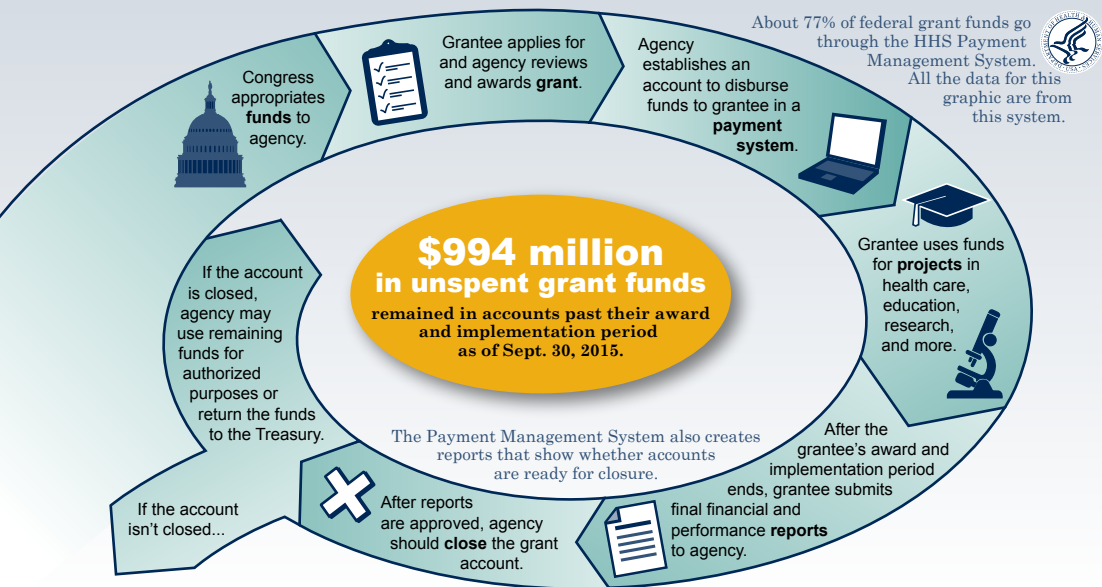 Congress
appropriates
funds to
agency.
Grantee applies for
and agency reviews
and awards grant.
Agency
establishes an
account to disburse
funds to grantee in a
payment
system.
About 77% of federal grant funds go
through the HHS Payment
Management System.
All the data for this
graphic are from
this system.
Grantee uses funds
for projects in
health care,
education,
research,
and more.
After the
grantee's award and
implementation period
ends, grantee submits
final financial and
performance reports
to agency.
After reports
are approved, agency
should close the grant
account.
The Payment Management System also creates
reports that show whether accounts
are ready for closure.
If the account
is closed,
agency may
use remaining
funds for
authorized
purposes or
return the funds
to the Treasury.
If the account
isn't closed...
$994 million
in unspent grant funds
remained in accounts past their award
and implementation period
as of Sept. 30, 2015.